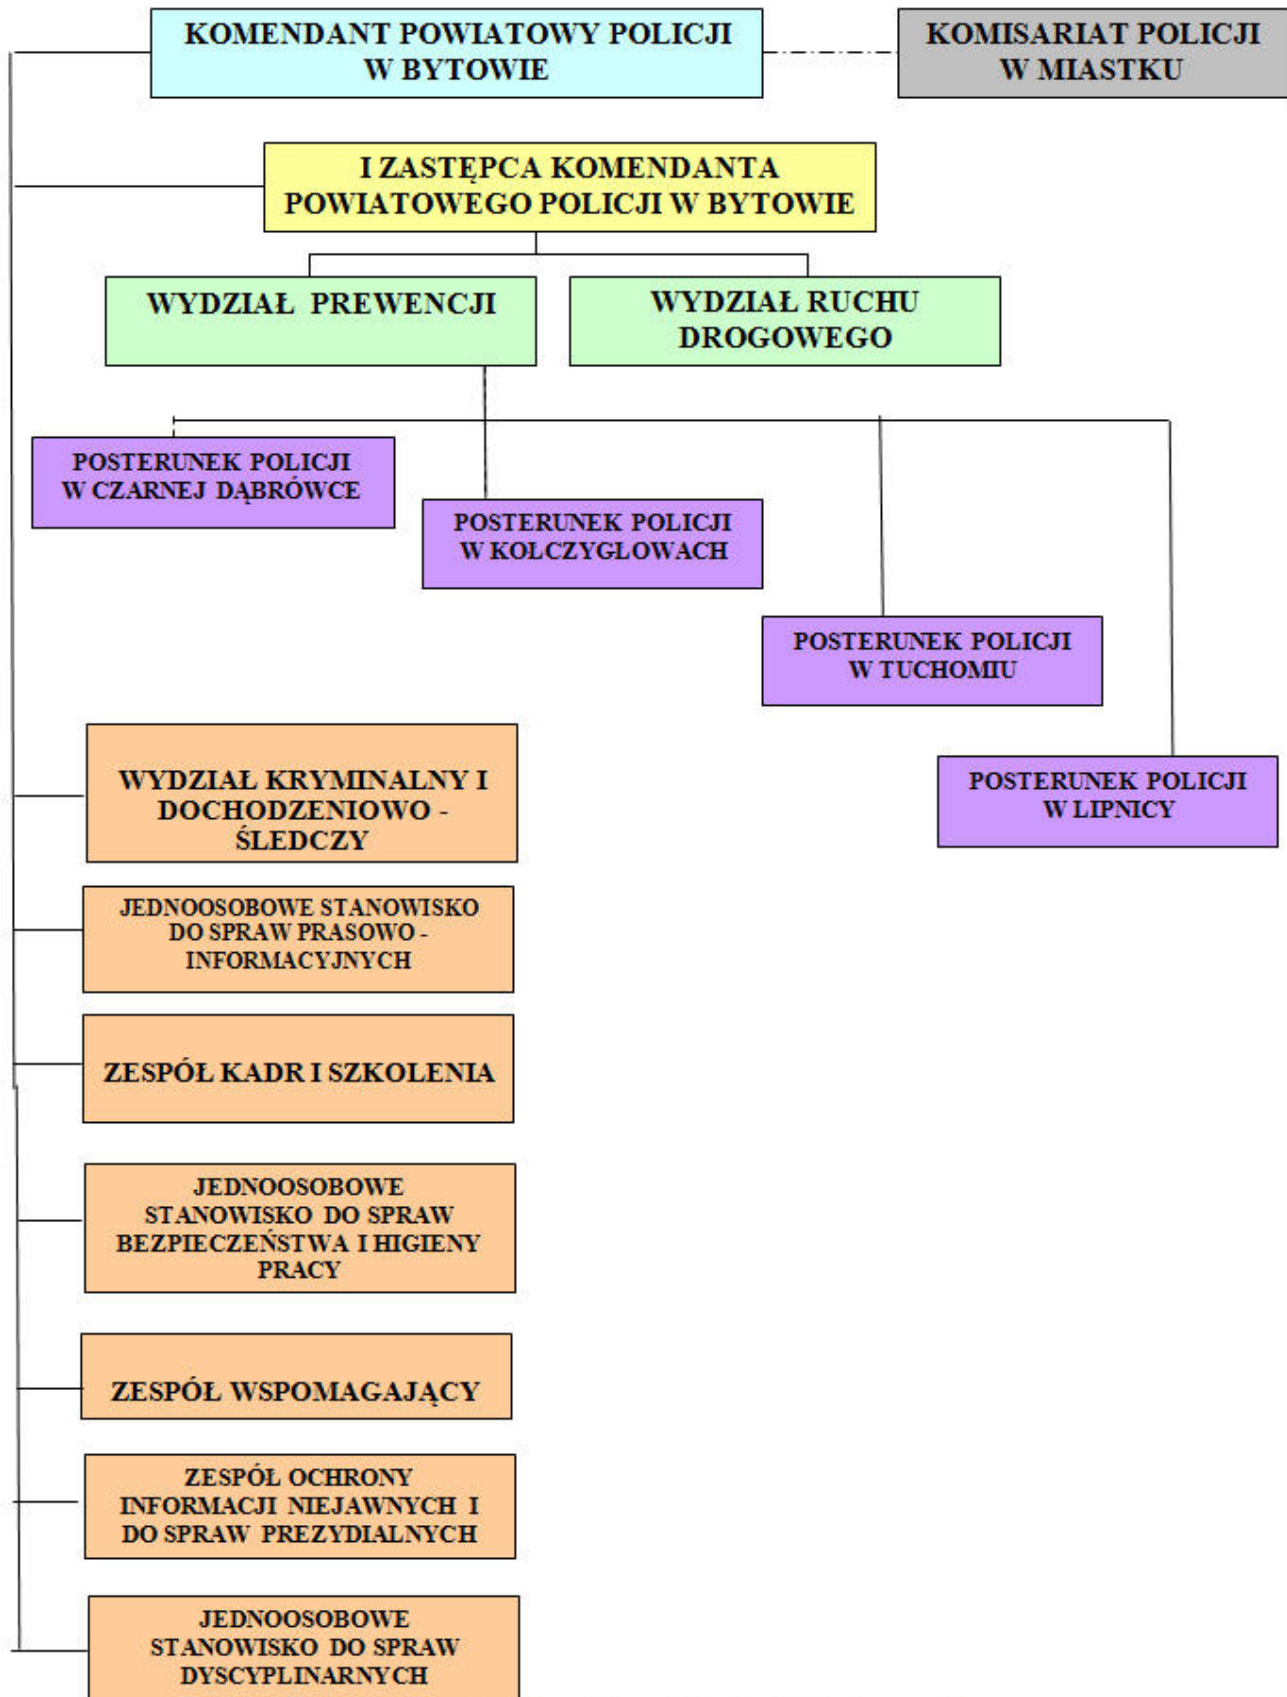 KOMENDANT POWIATOWY POLICJI
W BYTOWIE
KOMISARIAT POLICJI
W MIASTKU
I ZASTĘPCA KOMENDANTA
POWIATOWEGO POLICJI W BYTOWIE
WYDZIAŁ PREWENCJI
WYDZIAŁ RUCHU
DROGOWEGO
POSTERUNEK POLICJI
W CZARNEJ DĄBRÓWCE
POSTERUNEK POLICJI
W KOŁCZYGŁOWACH
POSTERUNEK POLICJI
W TUCHOMIU
POSTERUNEK POLICJI
W LIPNICY
WYDZIAŁ KRYMINALNY I
DOCHODZENIOWO -
ŚLEDCZY
JEDNOOSOBOWE STANOWISKO
DO SPRAW PRASOWO -
INFORMACYJNYCH
ZESPÓŁ KADR I SZKOLENIA
JEDNOOSOBOWE
STANOWISKO DO SPRAW
BEZPIECZEŃSTWA I HIGIENY
PRACY
ZESPÓŁ WSPOMAGAJĄCY
ZESPÓŁ OCHRONY
INFORMACJI NIEJAWNYCH I
DO SPRAW PREZYDIALNYCH
JEDNOOSOBOWE
STANOWISKO DO SPRAW
DYSCYPLINARNYCH